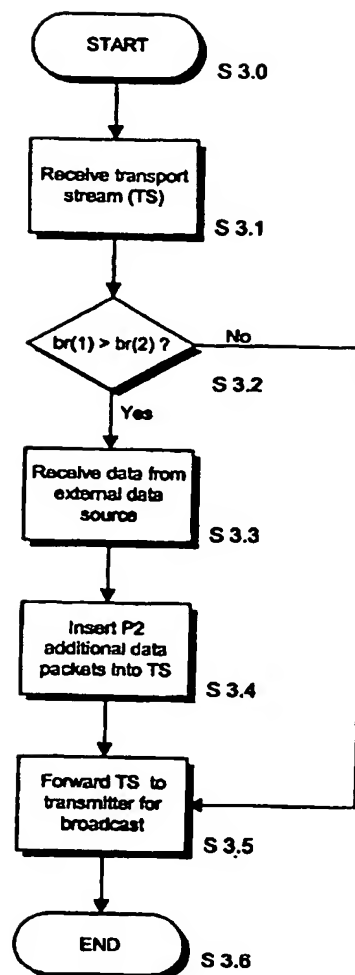 START
S 3.0
Receive transport
stream (TS)
S 3.1
br(1) > br(2) ?
No
S 3.2
Yes
Receive data from
external data
source
S 3.3
Insert P2
additional data
packets into TS
S 3.4
Forward TS to
transmitter for
broadcast
S 3.5
END
S 3.6